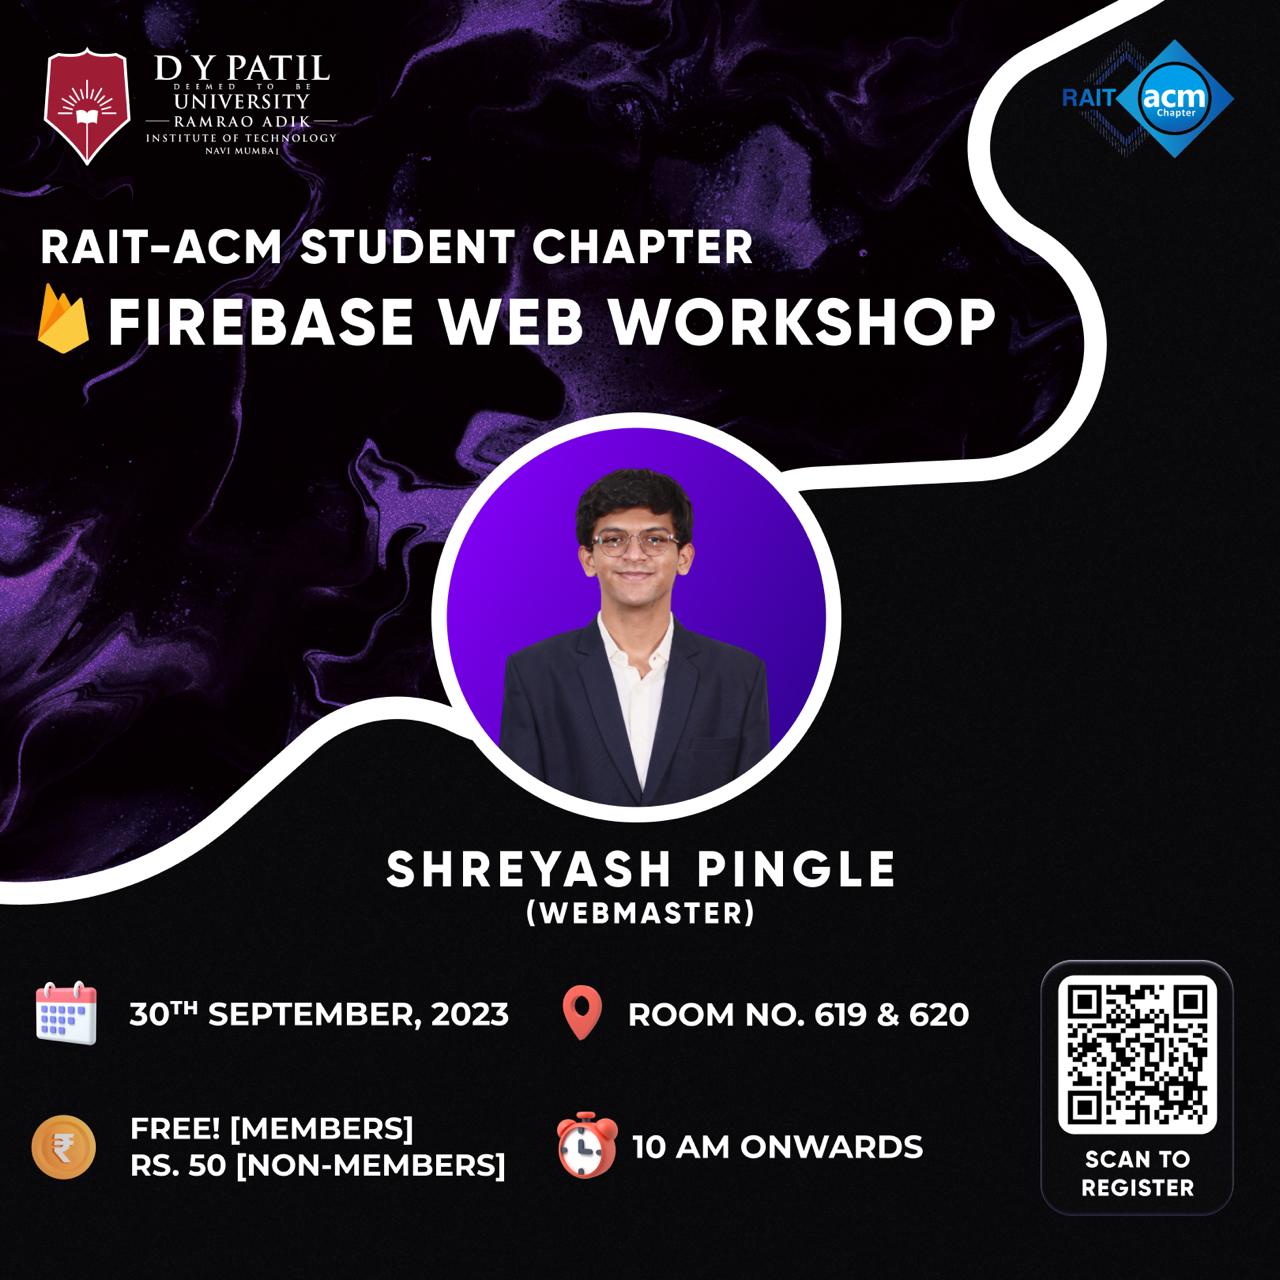 D Y PATIL
DEEMED TO BE
UNIVERSITY
RAMRAO ADIK
INSTITUTE OF TECHNOLOGY
NAVI MUMBAI
RAIT acm
Chapter
RAIT-ACM STUDENT CHAPTER
FIREBASE WEB WORKSHOP
SHREYASH PINGLE
(WEBMASTER)
30TH SEPTEMBER, 2023
ROOM NO. 619 & 620
FREE! [MEMBERS]
RS. 50 [NON-MEMBERS]
10 AM ONWARDS
SCAN TO
REGISTER